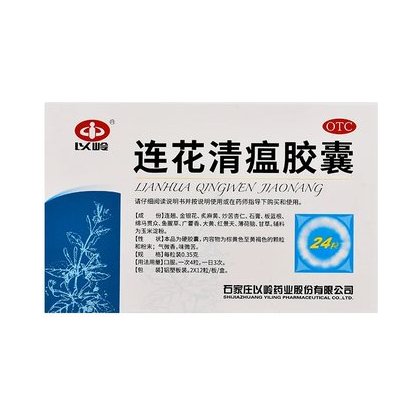 以岭
®
OTC
连花清瘟胶囊
LIANHUA QINGWEN JIAONANG
请仔细阅读说明书并按说明使用或在药师指导下购买和使用。
【成 份】连翘、金银花、炙麻黄、炒苦杏仁、石膏、板蓝根、
绵马贯众、鱼腥草、广藿香、大黄、红景天、薄荷脑、甘草。辅料
为玉米淀粉。
【性 状】本品为硬胶囊，内容物为棕黄色至黄褐色的颗粒
和粉末；气微香，味微苦。
【规 格】每粒装0.35克
【用法用量】口服。一次4粒，一日3次。
【包 装】铝塑板装。2X12粒/板/盒。
24粒
石家庄以岭药业股份有限公司
SHIJIAZHUANG YILING PHARMACEUTICAL CO.,LTD.